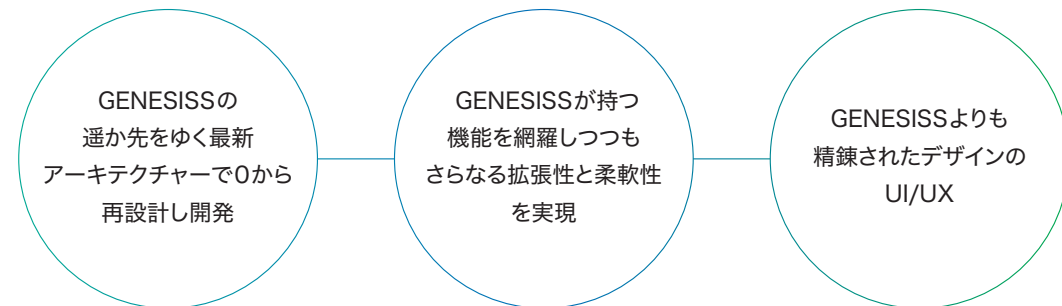 GENESISSの
遥か先をゆく最新
アーキテクチャーで0から
再設計し開発
GENESISSが持つ
機能を網羅しつつも
さらなる拡張性と柔軟性
を実現
GENESISSよりも
精錬されたデザインの
UI/UX